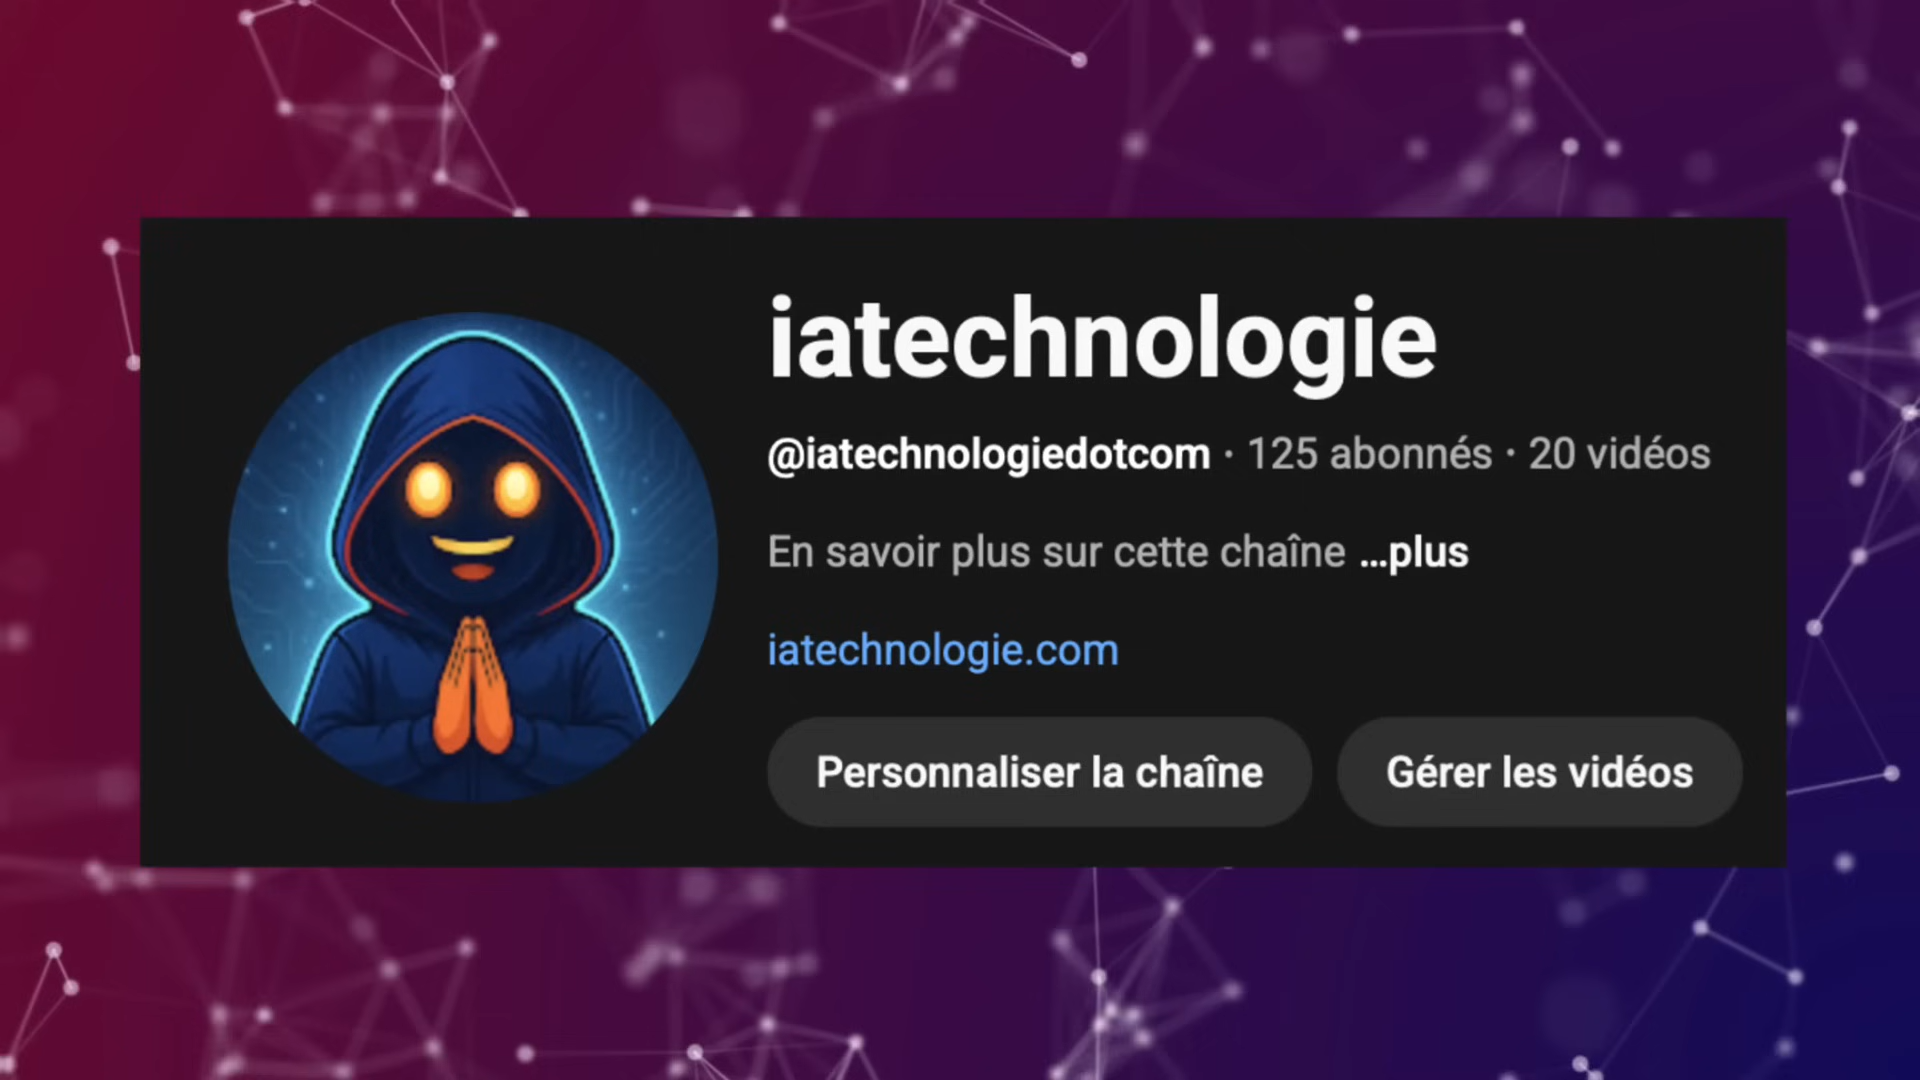 iatechnologie
@iatechnologiedotcom · 125 abonnés · 20 vidéos
En savoir plus sur cette chaîne ...plus
iatechnologie.com
Personnaliser la chaîne
Gérer les vidéos